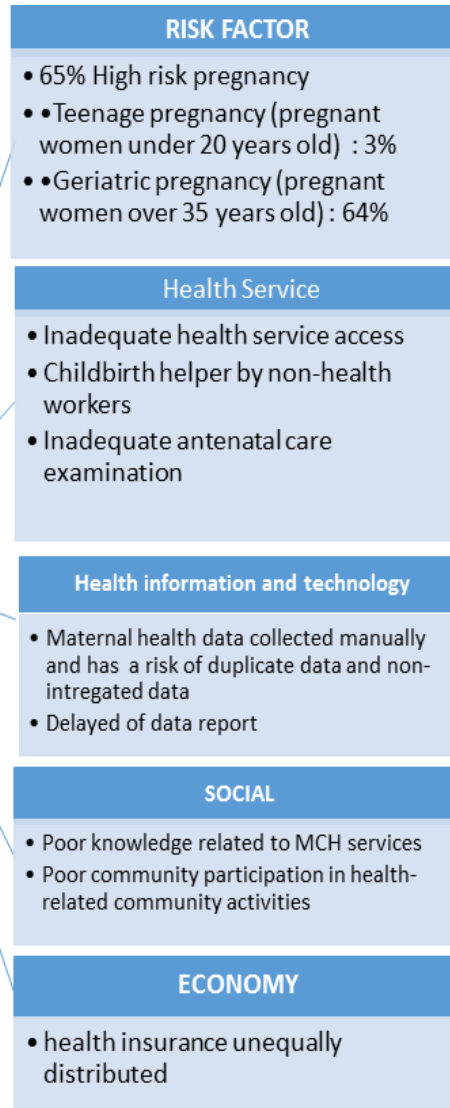 RISK FACTOR
• 65% High risk pregnancy
• •Teenage pregnancy (pregnant
women under 20 years old) : 3%
• •Geriatric pregnancy (pregnant
women over 35 years old) : 64%
Health Service
• Inadequate health service access
• Childbirth helper by non-health
workers
• Inadequate antenatal care
examination
Health information and technology
• Maternal health data collected manually
and has a risk of duplicate data and non-
intregated data
• Delayed of data report
SOCIAL
• Poor knowledge related to MCH services
• Poor community participation in health-
related community activities
ECONOMY
• health insurance unequally
distributed